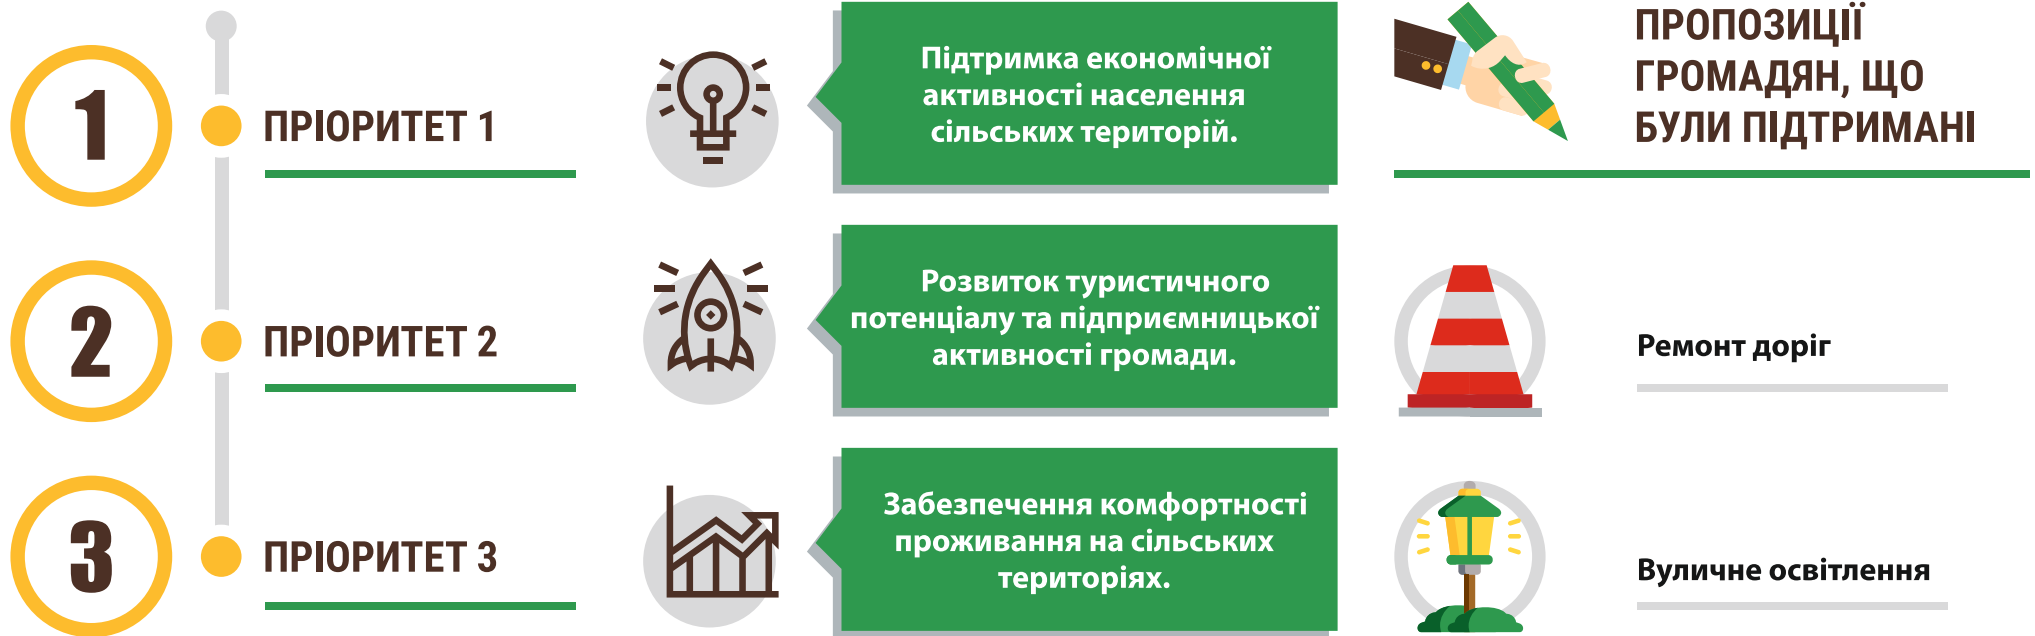 1
ПРІОРИТЕТ 1
Підтримка економічної
активності населення
сільських територій.
2
ПРІОРИТЕТ 2
Розвиток туристичного
потенціалу та підприємницької
активності громади.
3
ПРІОРИТЕТ 3
Забезпечення комфортності
проживання на сільських
територіях.
ПРОПОЗИЦІЇ
ГРОМАДЯН, ЩО
БУЛИ ПІДТРИМАНІ
Ремонт доріг
Вуличне освітлення